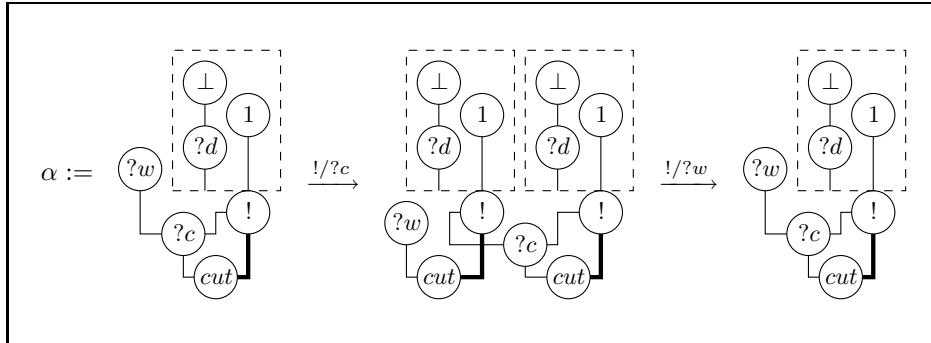 ⊥ ⊥ ⊥ ⊥
1 1 1 1
?d ?d ?d ?d
α := ?w !/?c !/?w ?w
?w ! ! ! !
?c ?c ?c
cut cut cut cut